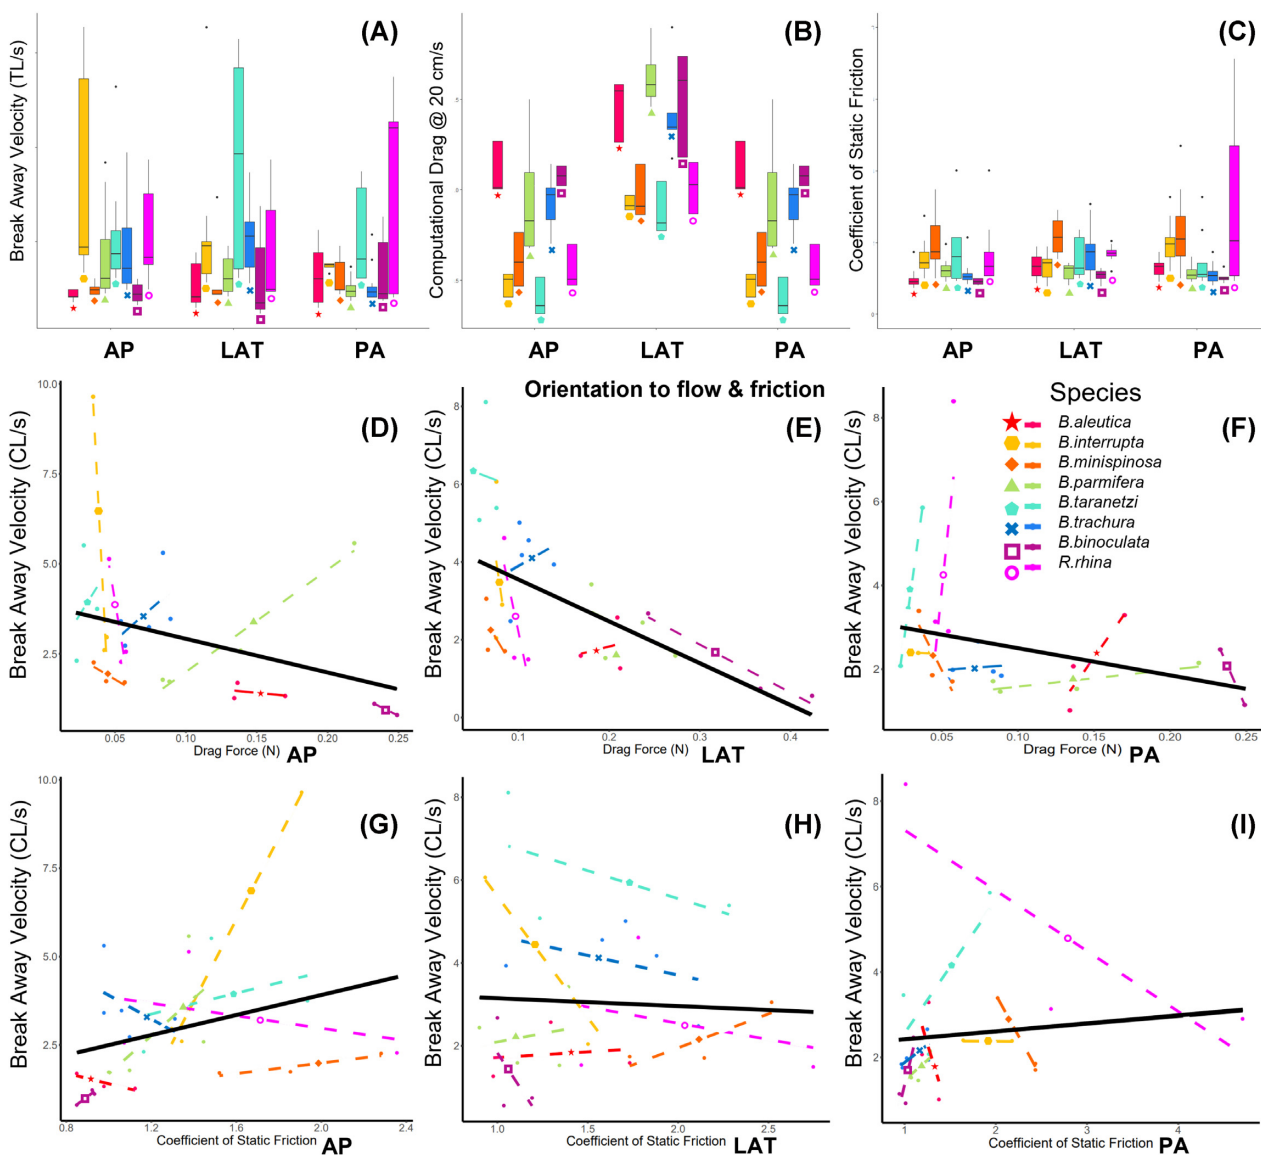 (A)
Break Away Velocity (TL/s)
AP LAT PA
(B)
Computational Drag @ 20 cm/s
.5
.0
.5
AP LAT PA
(C)
Coefficient of Static Friction
AP LAT PA
Orientation to flow & friction
(D)
Break Away Velocity (CL/s)
10.0
7.5
5.0
2.5
0.05 0.10 0.15 0.20 0.25
Drag Force (N) AP
(E)
Break Away Velocity (CL/s)
8
6
4
2
0
0.1 0.2 0.3 0.4
Drag Force (N) LAT
(F)
Break Away Velocity (CL/s)
8
6
4
2
0.05 0.10 0.15 0.20 0.25
Drag Force (N) PA
Species
B.aleutica
B.interrupta
B.minispinosa
B.parmifera
B.taranetzi
B.trachura
B.binoculata
R.rhina
(G)
Break Away Velocity (CL/s)
10.0
7.5
5.0
2.5
0.8 1.2 1.6 2.0 2.4
Coefficient of Static Friction AP
(H)
Break Away Velocity (CL/s)
8
6
4
2
1.0 1.5 2.0 2.5
Coefficient of Static Friction LAT
(I)
Break Away Velocity (CL/s)
8
6
4
2
1 2 3 4
Coefficient of Static Friction PA